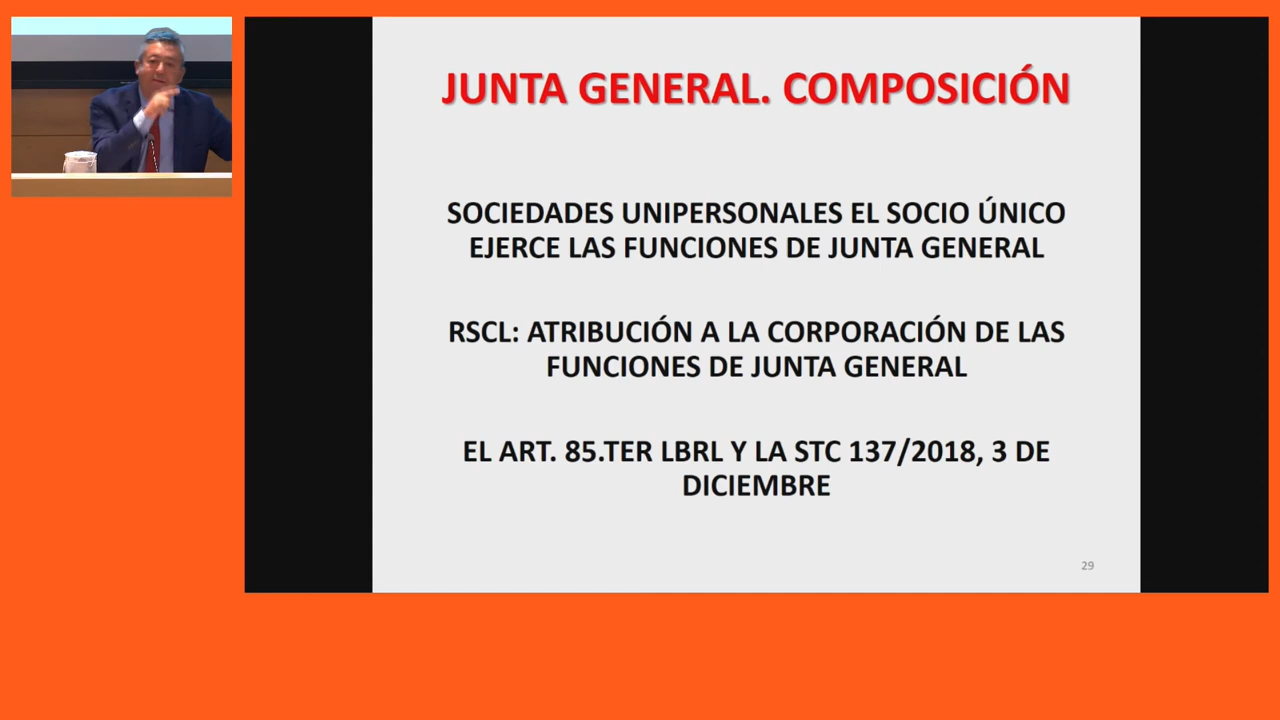 JUNTA GENERAL. COMPOSICIÓN
SOCIEDADES UNIPERSONALES EL SOCIO ÚNICO
EJERCE LAS FUNCIONES DE JUNTA GENERAL
RSCL: ATRIBUCIÓN A LA CORPORACIÓN DE LAS
FUNCIONES DE JUNTA GENERAL
EL ART. 85.TER LBRL Y LA STC 137/2018, 3 DE
DICIEMBRE
29